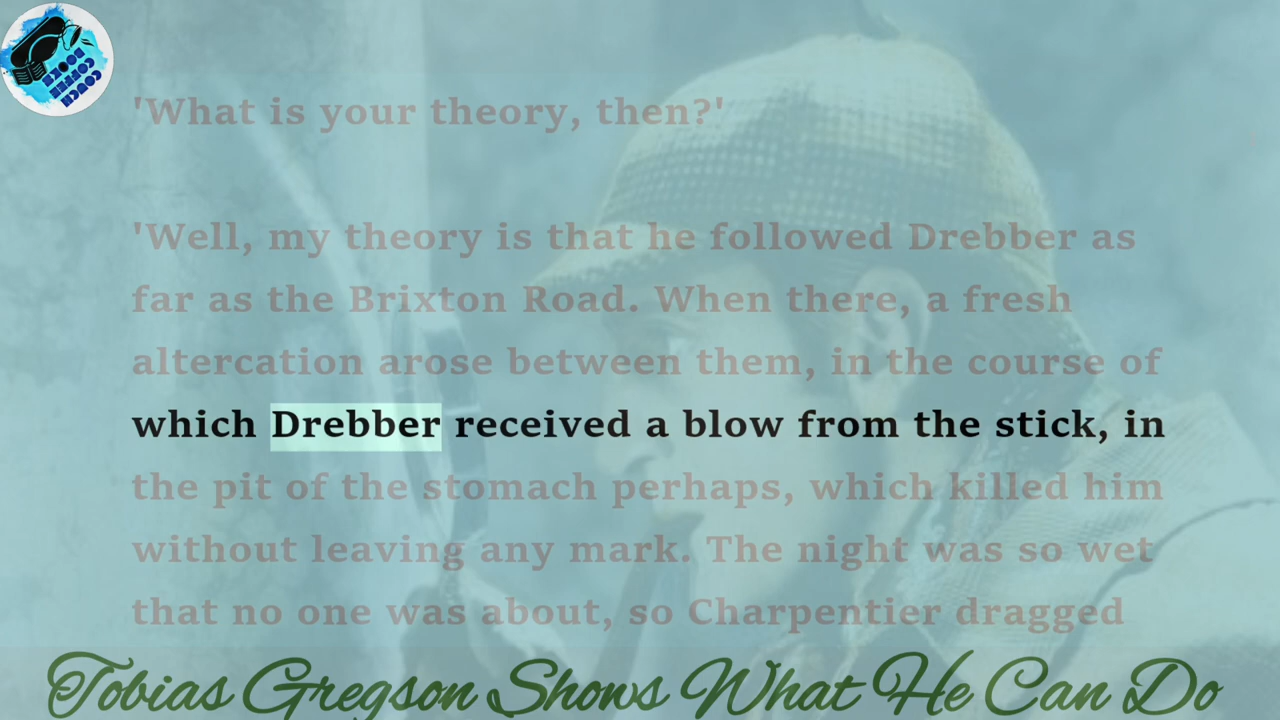 BOOKS
COFFEE
COUCH
'What is your theory, then?'
'Well, my theory is that he followed Drebber as
far as the Brixton Road. When there, a fresh
altercation arose between them, in the course of
which Drebber received a blow from the stick, in
the pit of the stomach perhaps, which killed him
without leaving any mark. The night was so wet
that no one was about, so Charpentier dragged
Tobias Gregson Shows What He Can Do